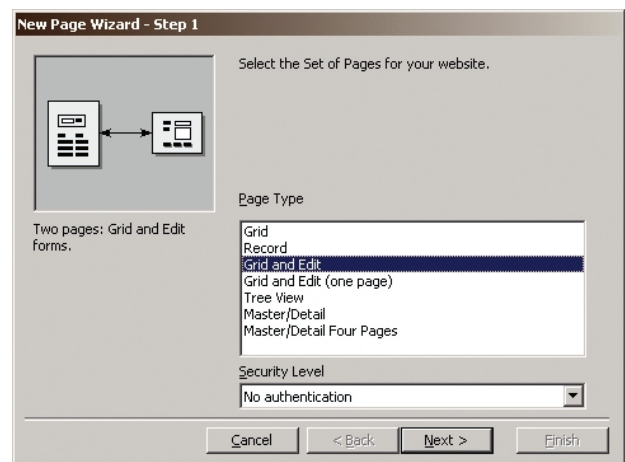 New Page Wizard - Step 1
Select the Set of Pages for your website.
Two pages: Grid and Edit
forms.
Page Type
Grid
Record
Grid and Edit
Grid and Edit (one page)
Tree View
Master/Detail
Master/Detail Four Pages
Security Level
No authentication
Cancel
< Back
Next >
Finish